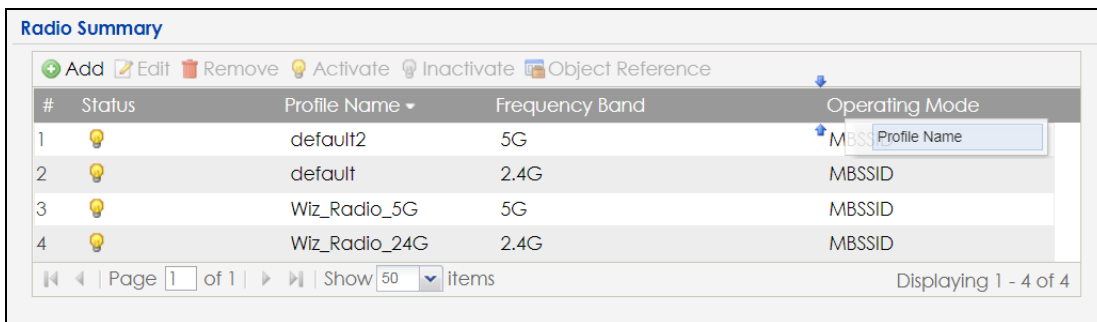 Radio Summary
Add Edit Remove Activate Inactivate Object Reference
# Status Profile Name Frequency Band Operating Mode
1 default2 5G MBSSID
Profile Name
2 default 2.4G MBSSID
3 Wiz_Radio_5G 5G MBSSID
4 Wiz_Radio_24G 2.4G MBSSID
Page 1 of 1 Show 50 items Displaying 1 - 4 of 4